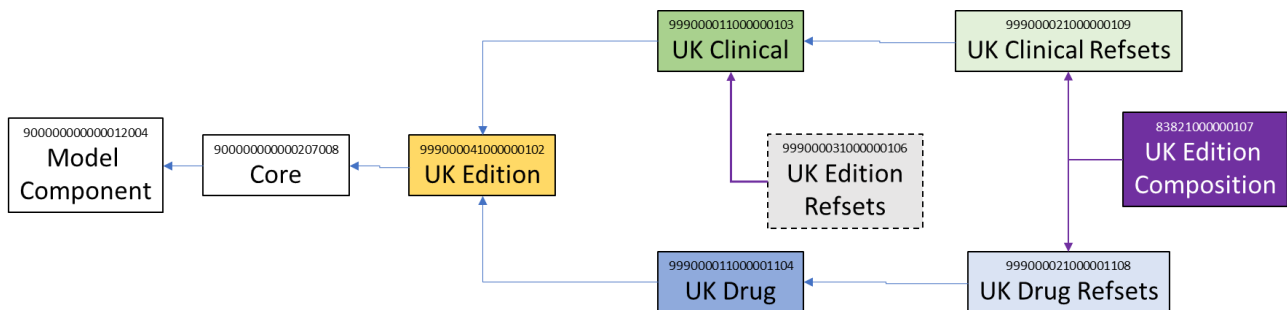 900000000000012004
Model
Component
900000000000207008
Core
999000041000000102
UK Edition
999000011000000103
UK Clinical
999000031000000106
UK Edition
Refsets
999000011000001104
UK Drug
999000021000000109
UK Clinical Refsets
83821000000107
UK Edition
Composition
999000021000001108
UK Drug Refsets